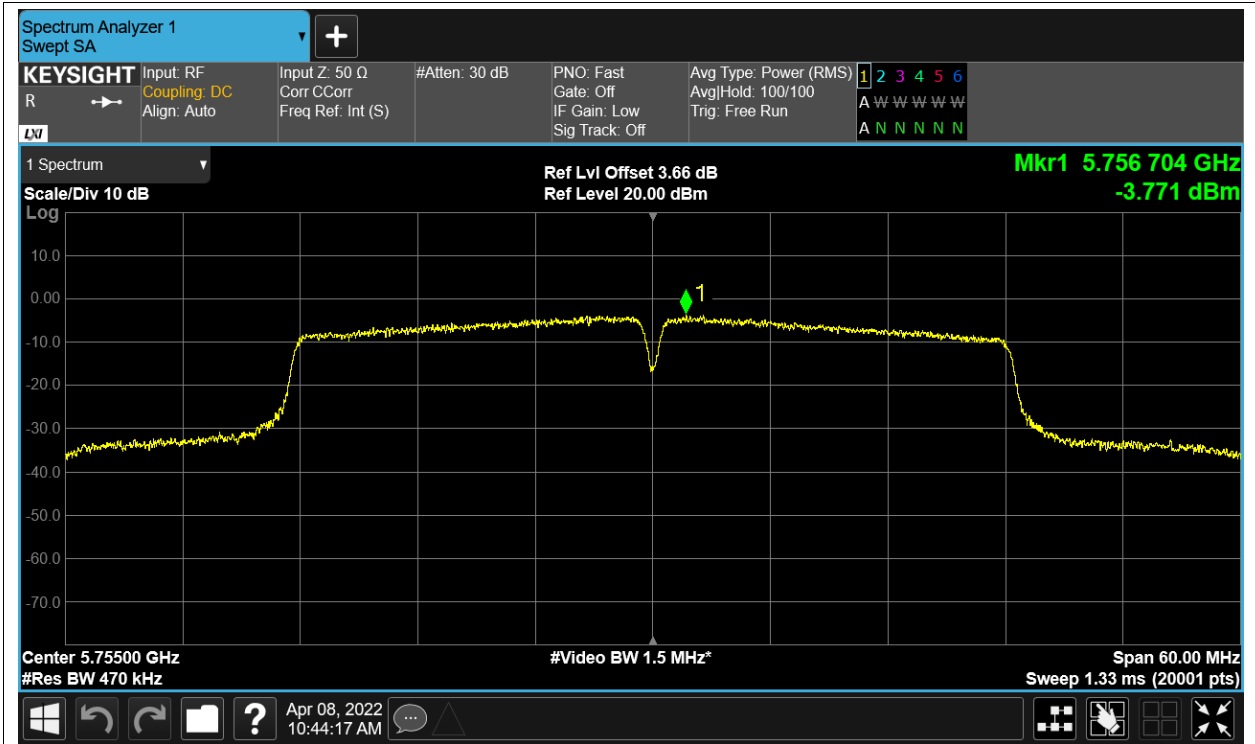 Spectrum Analyzer 1
Swept SA
KEYSIGHT
R
LXI
Input: RF
Coupling: DC
Align: Auto
Input Z: 50 Ω
Corr CCorr
Freq Ref: Int (S)
#Atten: 30 dB
PNO: Fast
Gate: Off
IF Gain: Low
Sig Track: Off
Avg Type: Power (RMS)
Avg|Hold: 100/100
Trig: Free Run
1 2 3 4 5 6
A W W W W W
A N N N N N
1 Spectrum
Scale/Div 10 dB
Log
Ref Lvl Offset 3.66 dB
Ref Level 20.00 dBm
Mkr1 5.756 704 GHz
-3.771 dBm
1
10.0
0.00
-10.0
-20.0
-30.0
-40.0
-50.0
-60.0
-70.0
Center 5.75500 GHz
#Res BW 470 kHz
#Video BW 1.5 MHz*
Span 60.00 MHz
Sweep 1.33 ms (20001 pts)
?
Apr 08, 2022
10:44:17 AM